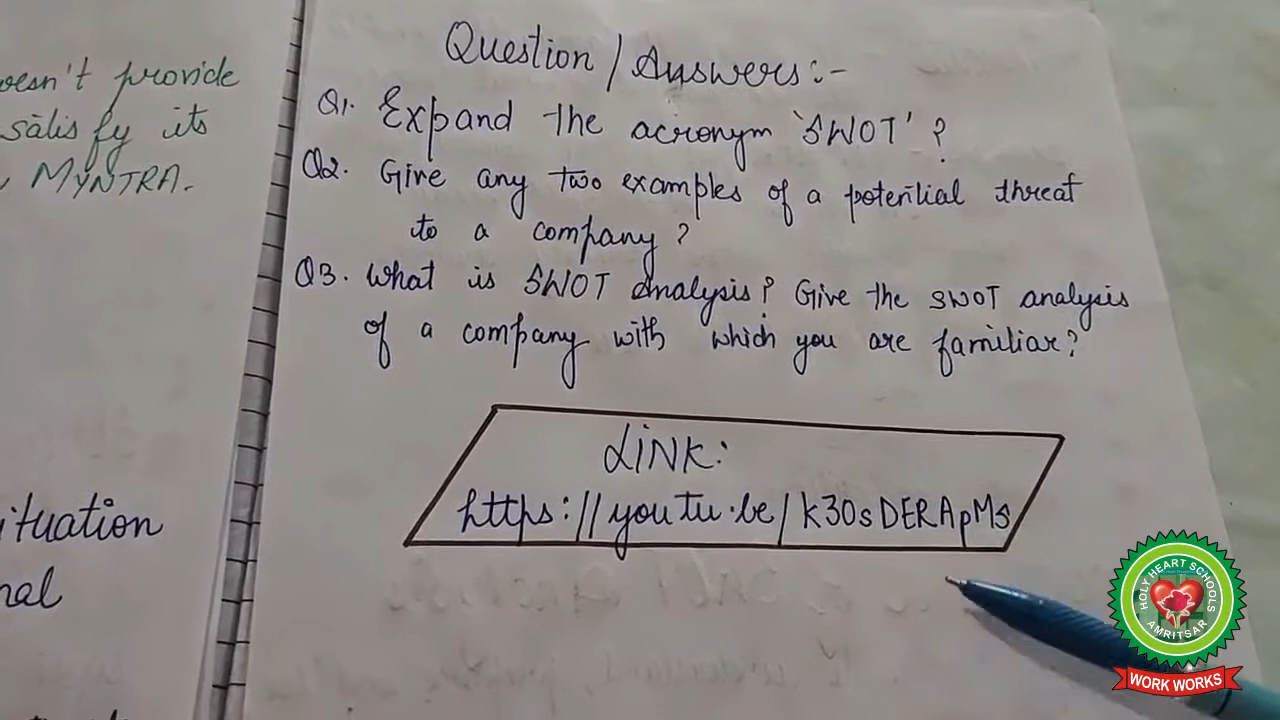 oesn't provide
satisfy its
MYNTRA.
ituation
nal
Question / Answers:-
Q1. Expand the acronym 'SWOT'?
Q2. Give any two examples of a potential threat
to a company?
Q3. What is SWOT Analysis? Give the SWOT analysis
of a company with which you are familiar?
LINK:
https://youtu.be/k30sDERApMs
HOLY HEART SCHOOLS
AMRITSAR
WORK WORKS